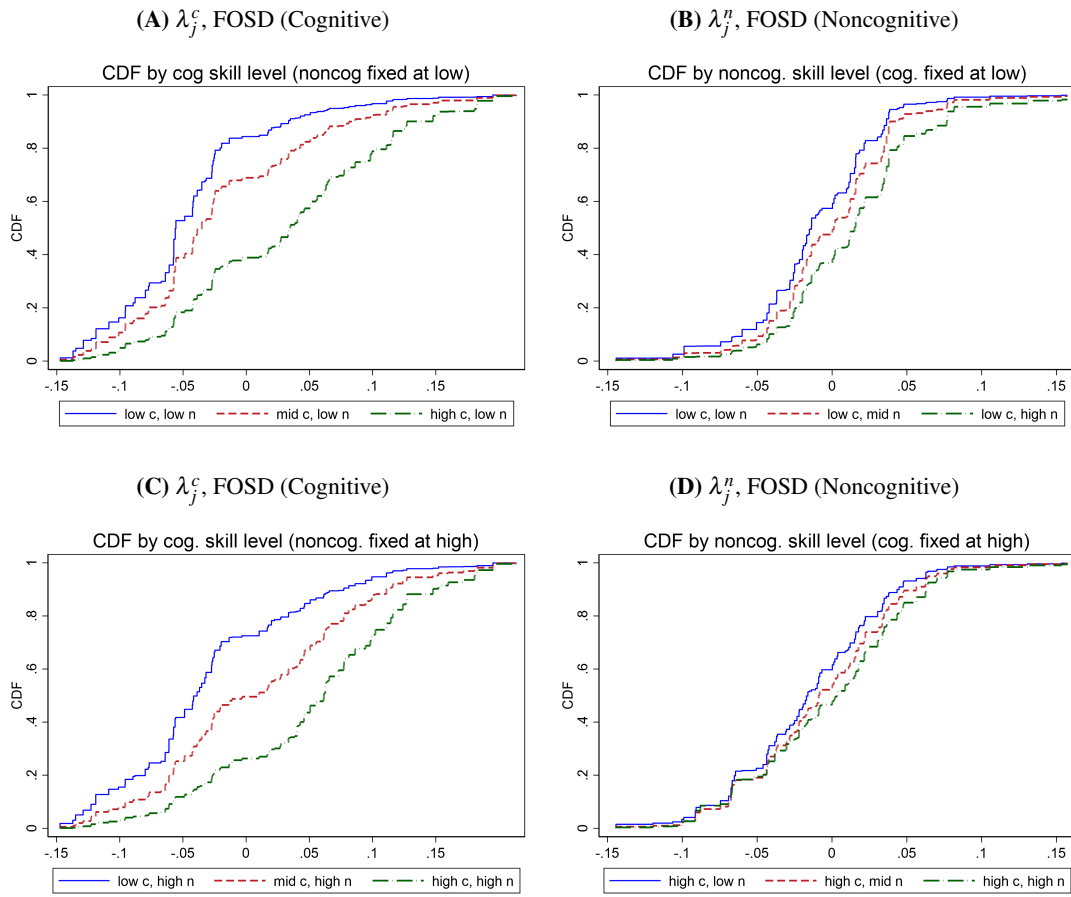 (A) λ_j^c, FOSD (Cognitive)
CDF by cog skill level (noncog fixed at low)
CDF
1
.8
.6
.4
.2
0
-.15 -.1 -.05 0 .05 .1 .15
low c, low n mid c, low n high c, low n
(B) λ_j^n, FOSD (Noncognitive)
CDF by noncog. skill level (cog. fixed at low)
CDF
1
.8
.6
.4
.2
0
-.15 -.1 -.05 0 .05 .1 .15
low c, low n low c, mid n low c, high n
(C) λ_j^c, FOSD (Cognitive)
CDF by cog. skill level (noncog. fixed at high)
CDF
1
.8
.6
.4
.2
0
-.15 -.1 -.05 0 .05 .1 .15
low c, high n mid c, high n high c, high n
(D) λ_j^n, FOSD (Noncognitive)
CDF by noncog. skill level (cog. fixed at high)
CDF
1
.8
.6
.4
.2
0
-.15 -.1 -.05 0 .05 .1 .15
high c, low n high c, mid n high c, high n